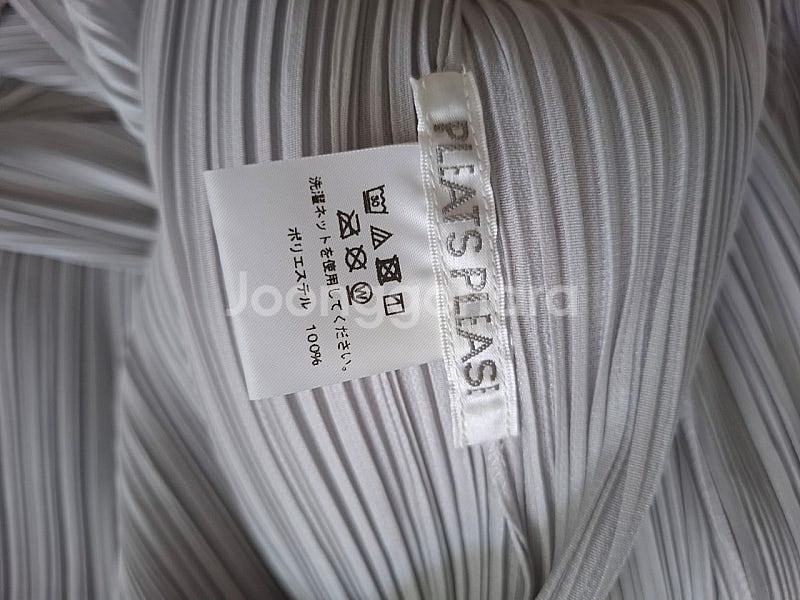 PLEATS PLEASE
30
W
洗濯ネットを使用してください。
ポリエステル 100%
Joonggonara